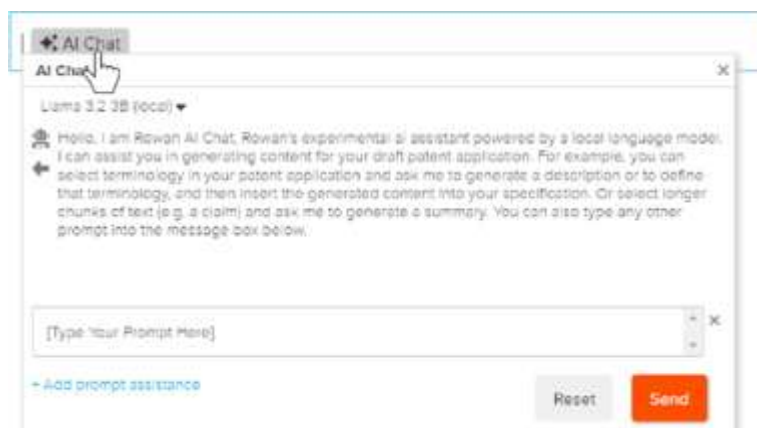 AI Chat
AI Chat
Llama 3.2 3B (local)
Hello, I am Rowan AI Chat, Rowan's experimental ai assistant powered by a local language model.
I can assist you in generating content for your draft patent application. For example, you can
select terminology in your patent application and ask me to generate a description or to define
that terminology, and then insert the generated content into your specification. Or select longer
chunks of text (e.g. a claim) and ask me to generate a summary. You can also type any other
prompt into the message box below.
[Type Your Prompt Here]
+ Add prompt assistance
Reset
Send